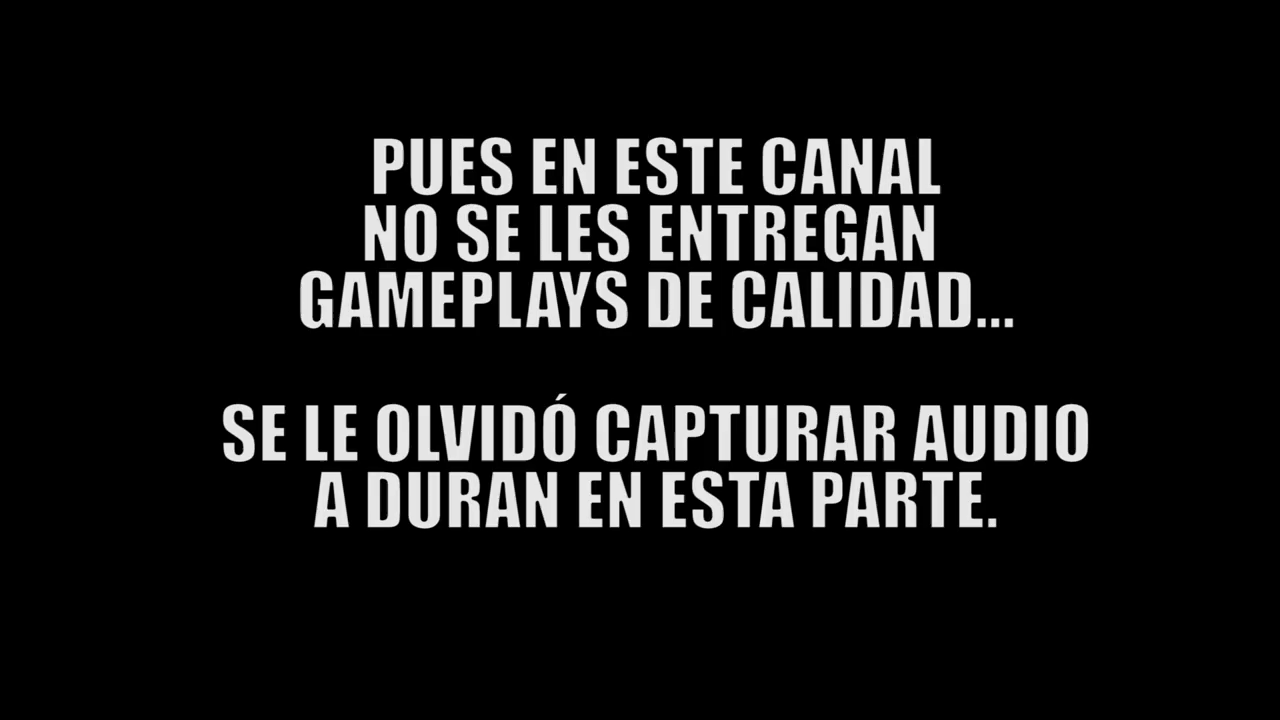 PUES EN ESTE CANAL
NO SE LES ENTREGAN
GAMEPLAYS DE CALIDAD...
SE LE OLVIDÓ CAPTURAR AUDIO
A DURAN EN ESTA PARTE.